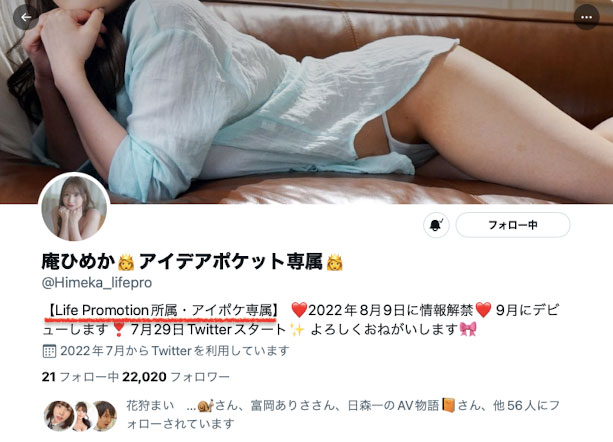 フォロー中
庵ひめか👸アイデアポケット専属👸
@Himeka_lifepro
【Life Promotion所属・アイポケ専属】 ❤️2022年8月9日に情報解禁❤️ 9月にデビ
ューします❣️ 7月29日Twitterスタート✨ よろしくおねがいします🎀
2022年7月からTwitterを利用しています
21 フォロー中 22,020 フォロワー
花狩まい　...🐌さん、富岡ありささん、日森一のAV物語📙さん、他56人にフ
ォローされています